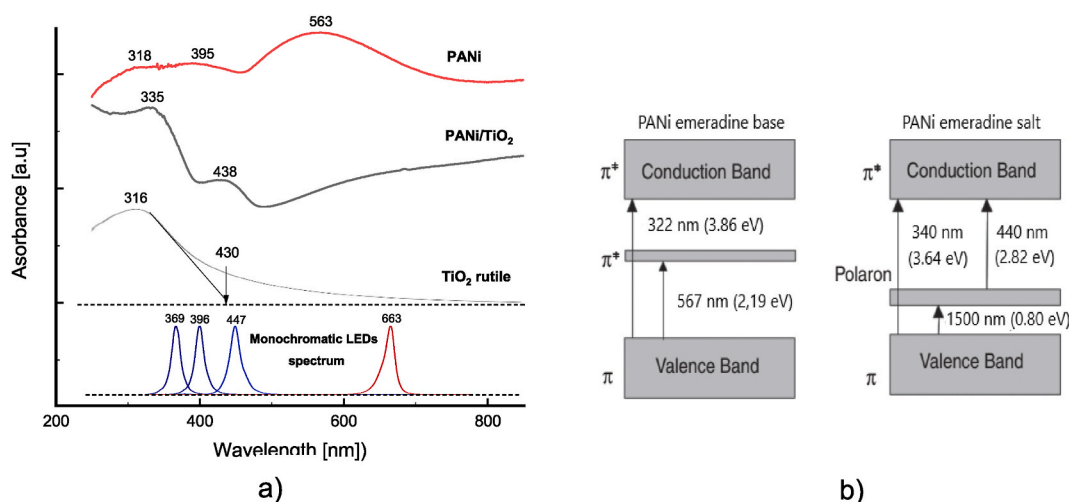 563
318
395
PANi
335
PANi/TiO₂
438
316
430
TiO₂ rutile
369 396 447
663
Monochromatic LEDs
spectrum
Asorbance [a.u]
200 400 600 800
Wavelength [nm])
a)
PANi emeradine base
π*
Conduction Band
322 nm (3.86 eV)
π*
567 nm (2,19 eV)
π
Valence Band
PANi emeradine salt
π*
Conduction Band
340 nm
(3.64 eV)
440 nm
(2.82 eV)
Polaron
1500 nm (0.80 eV)
π
Valence Band
b)